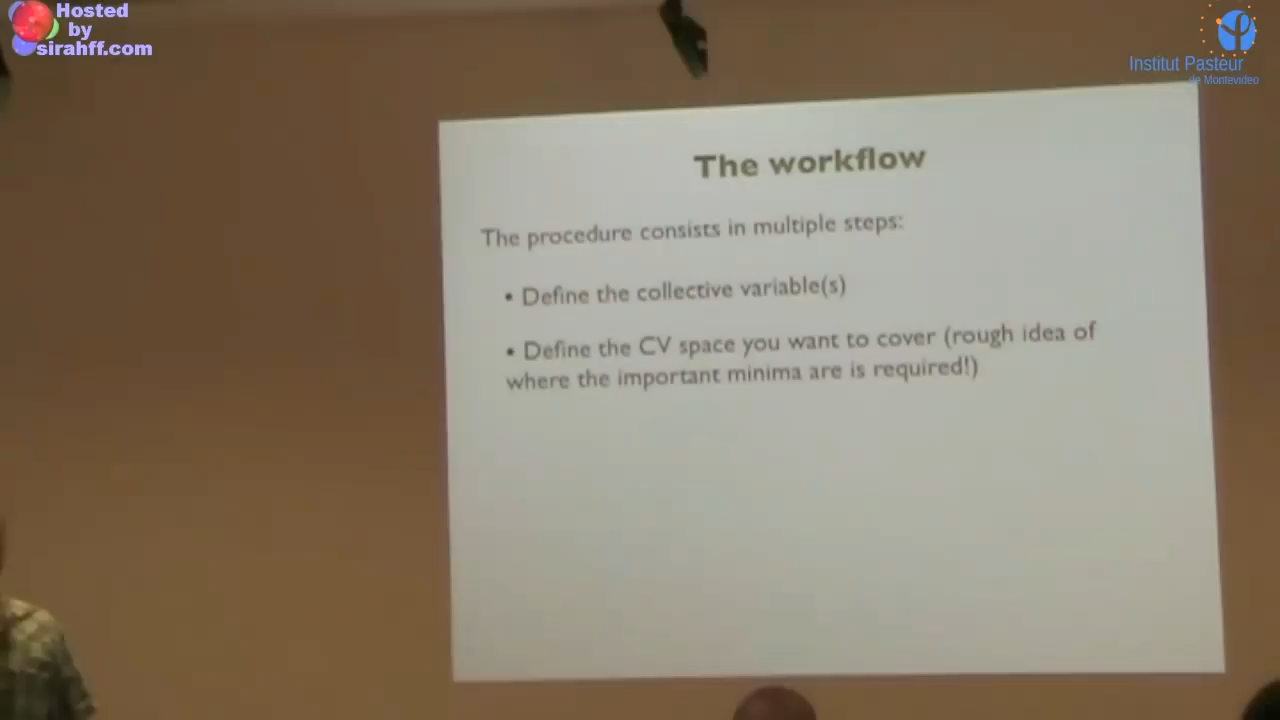 Hosted
by
sirahff.com
Institut Pasteur
de Montevideo
The workflow
The procedure consists in multiple steps:
• Define the collective variable(s)
• Define the CV space you want to cover (rough idea of
where the important minima are is required!)